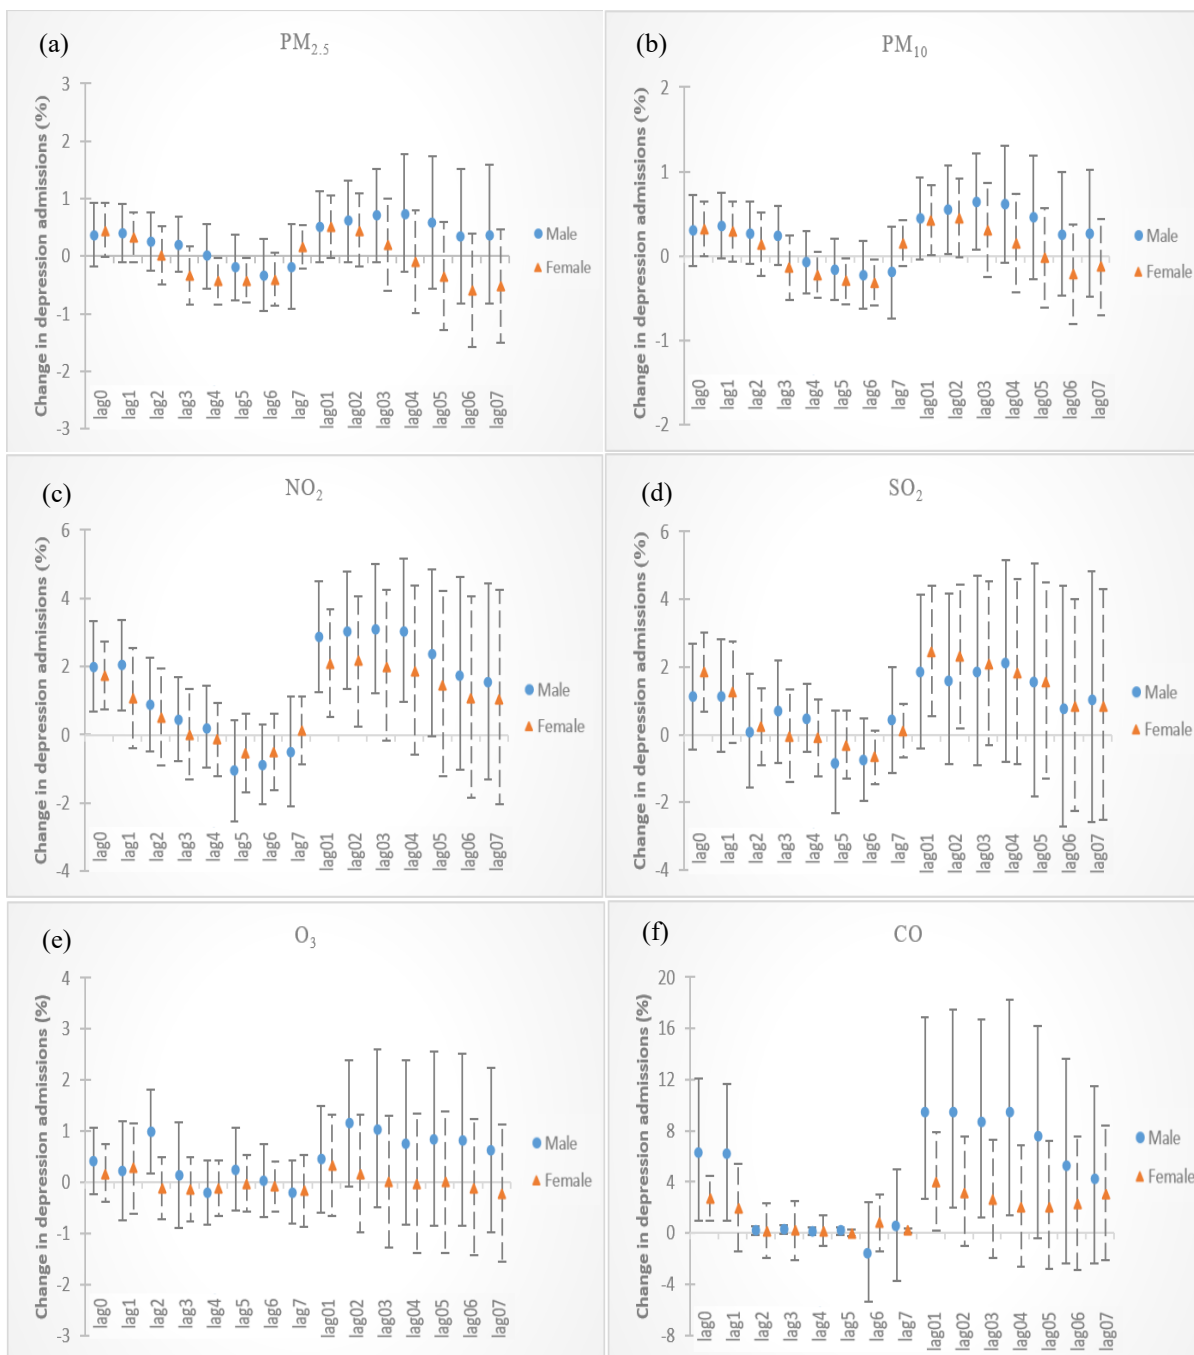 (a)
PM2.5
Change in depression admissions (%)
3
2
1
0
-1
-2
-3
lag0 lag1 lag2 lag3 lag4 lag5 lag6 lag7 lag01 lag02 lag03 lag04 lag05 lag06 lag07
Male
Female
(b)
PM10
Change in depression admissions (%)
2
1
0
-1
-2
lag0 lag1 lag2 lag3 lag4 lag5 lag6 lag7 lag01 lag02 lag03 lag04 lag05 lag06 lag07
Male
Female
(c)
NO2
Change in depression admissions (%)
6
4
2
0
-2
-4
lag0 lag1 lag2 lag3 lag4 lag5 lag6 lag7 lag01 lag02 lag03 lag04 lag05 lag06 lag07
Male
Female
(d)
SO2
Change in depression admissions (%)
6
4
2
0
-2
-4
lag0 lag1 lag2 lag3 lag4 lag5 lag6 lag7 lag01 lag02 lag03 lag04 lag05 lag06 lag07
Male
Female
(e)
O3
Change in depression admissions (%)
4
3
2
1
0
-1
-2
-3
lag0 lag1 lag2 lag3 lag4 lag5 lag6 lag7 lag01 lag02 lag03 lag04 lag05 lag06 lag07
Male
Female
(f)
CO
Change in depression admissions (%)
20
16
12
8
4
0
-4
-8
lag0 lag1 lag2 lag3 lag4 lag5 lag6 lag7 lag01 lag02 lag03 lag04 lag05 lag06 lag07
Male
Female